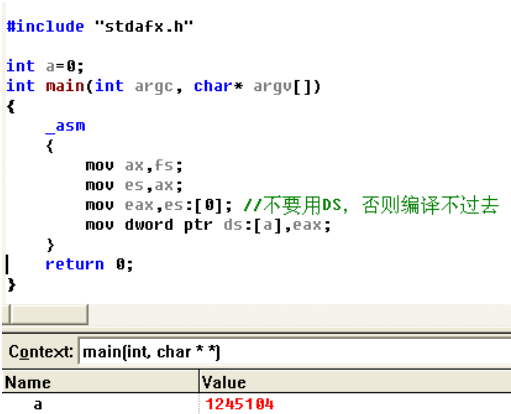 #include "stdafx.h"
int a=0;
int main(int argc, char* argv[])
{
_asm
{
mov ax,fs;
mov es,ax;
mov eax,es:[0]; //不要用DS，否则编译不过去
mov dword ptr ds:[a],eax;
}
return 0;
}
Context: main(int, char * *)
Name Value
a 1245104